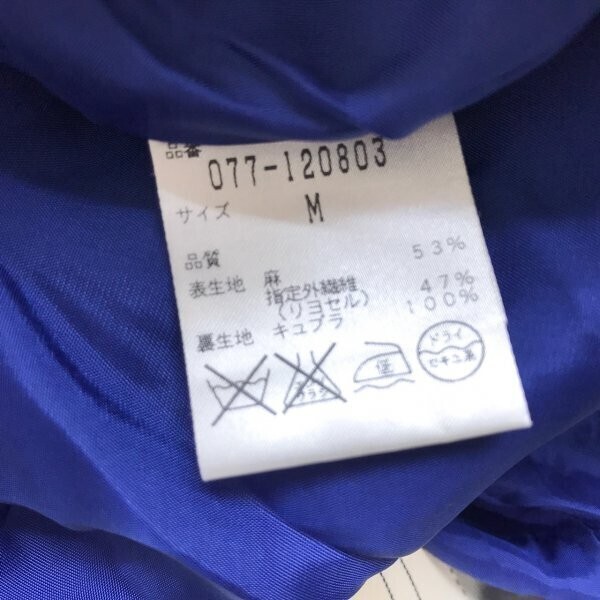 品番
077-120803
サイズ M
品質
表生地 麻 53%
指定外繊維
(リヨセル) 47%
裏生地 キュプラ 100%
低
ドライ
セキユ系